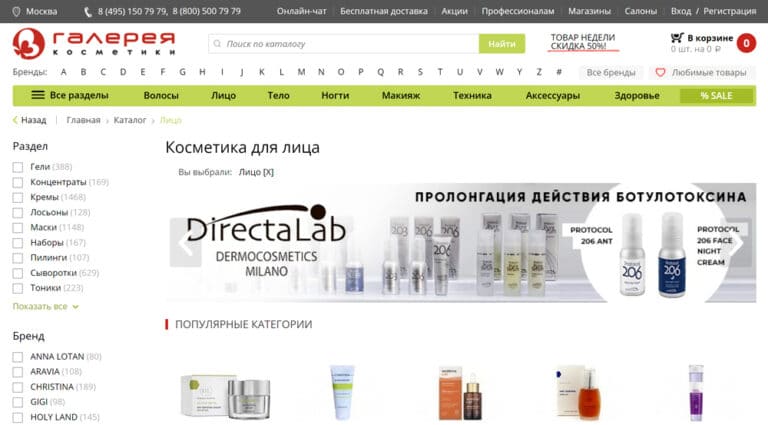 Москва
8 (495) 150 79 79, 8 (800) 500 79 79
Онлайн-чат
Бесплатная доставка
Акции
Профессионалам
Магазины
Салоны
Вход / Регистрация
галерея
косметики
Поиск по каталогу
Найти
ТОВАР НЕДЕЛИ
СКИДКА 50%!
В корзине
0 шт. на 0 ₽
0
Бренды: A B C D E F G H I J K L M N O P Q R S T U V W Y Z #
Все бренды
Любимые товары
Все разделы
Волосы
Лицо
Тело
Ногти
Макияж
Техника
Аксессуары
Здоровье
% SALE
Назад
Главная › Каталог › Лицо
Раздел
Гели (388)
Концентраты (169)
Кремы (1468)
Лосьоны (128)
Маски (1148)
Наборы (167)
Пилинги (107)
Сыворотки (629)
Тоники (223)
Показать все
Бренд
ANNA LOTAN (80)
ARAVIA (108)
CHRISTINA (189)
GIGI (98)
HOLY LAND (145)
Косметика для лица
Вы выбрали: Лицо [X]
DirectaLab
DERMOCOSMETICS
MILANO
ПРОЛОНГАЦИЯ ДЕЙСТВИЯ БОТУЛОТОКСИНА
PROTOCOL
206 ANT
206
206
PROTOCOL
206 FACE
NIGHT
CREAM
ПОПУЛЯРНЫЕ КАТЕГОРИИ